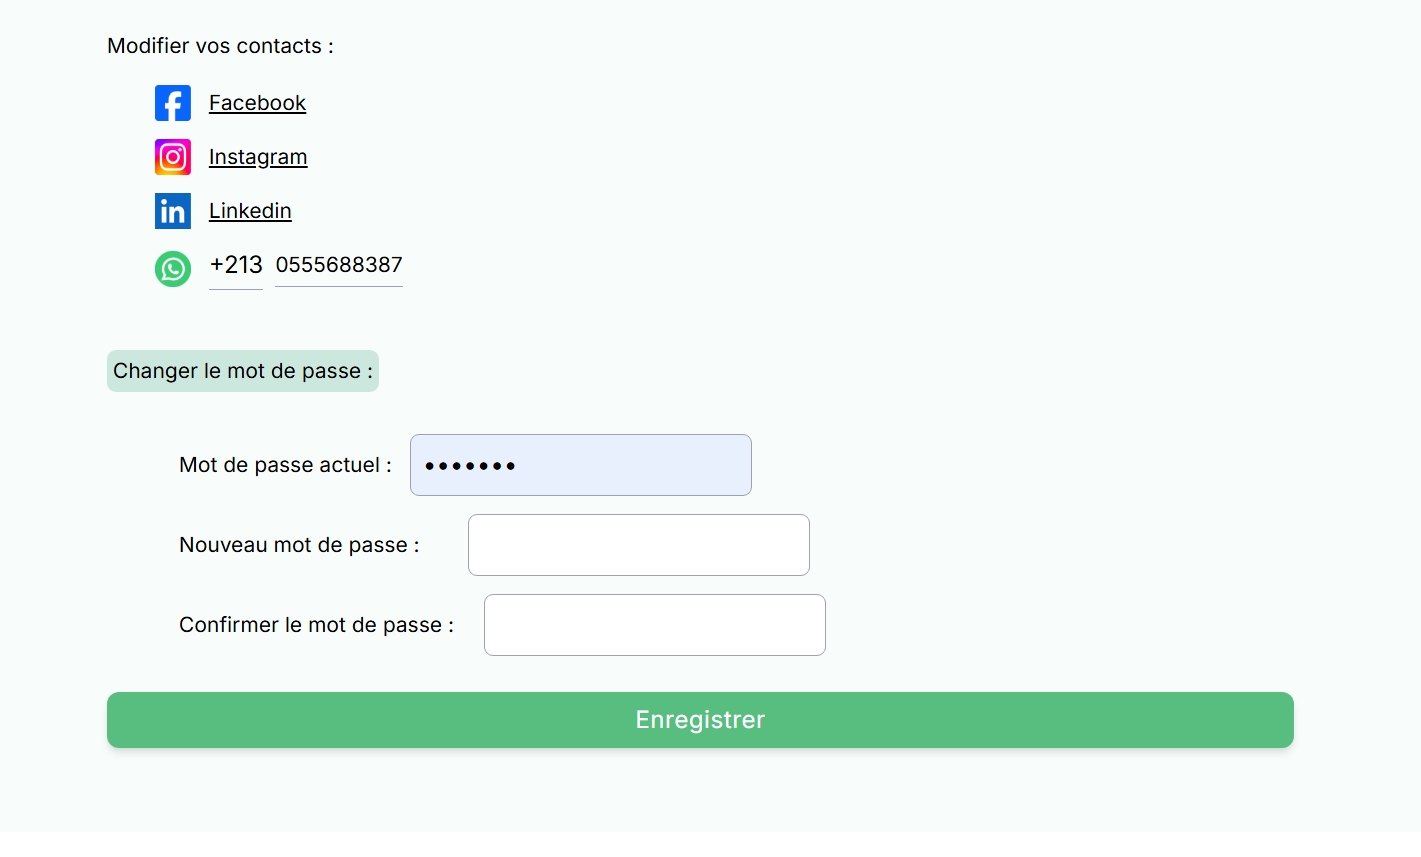 Modifier vos contacts :
Facebook
Instagram
Linkedin
+213 0555688387
Changer le mot de passe :
Mot de passe actuel : •••••••
Nouveau mot de passe :
Confirmer le mot de passe :
Enregistrer